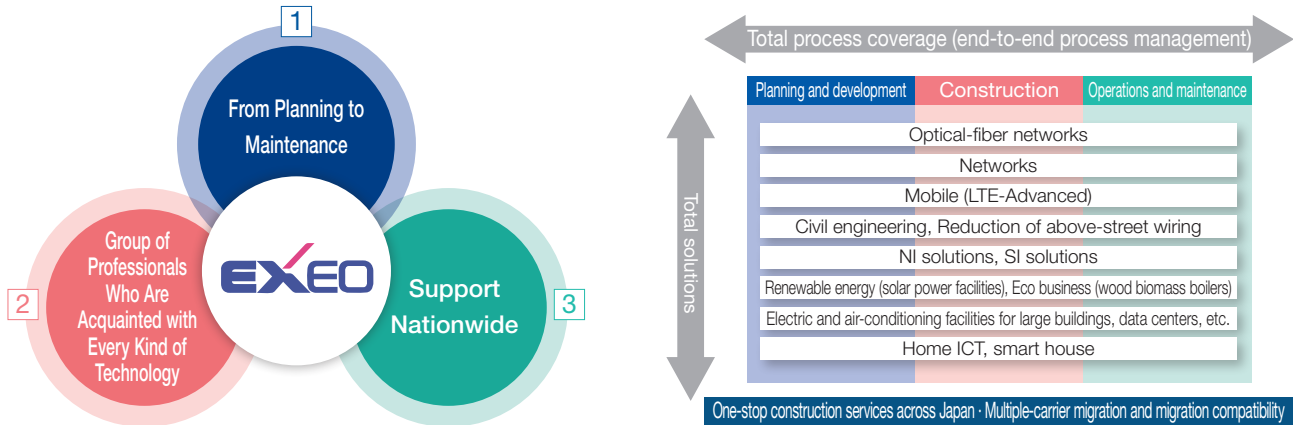 1
From Planning to
Maintenance
Group of
Professionals
Who Are
Acquainted with
Every Kind of
Technology
2
EXEO
Support
Nationwide
3
Total process coverage (end-to-end process management)
Planning and development
Construction
Operations and maintenance
Total solutions
Optical-fiber networks
Networks
Mobile (LTE-Advanced)
Civil engineering, Reduction of above-street wiring
NI solutions, SI solutions
Renewable energy (solar power facilities), Eco business (wood biomass boilers)
Electric and air-conditioning facilities for large buildings, data centers, etc.
Home ICT, smart house
One-stop construction services across Japan · Multiple-carrier migration and migration compatibility